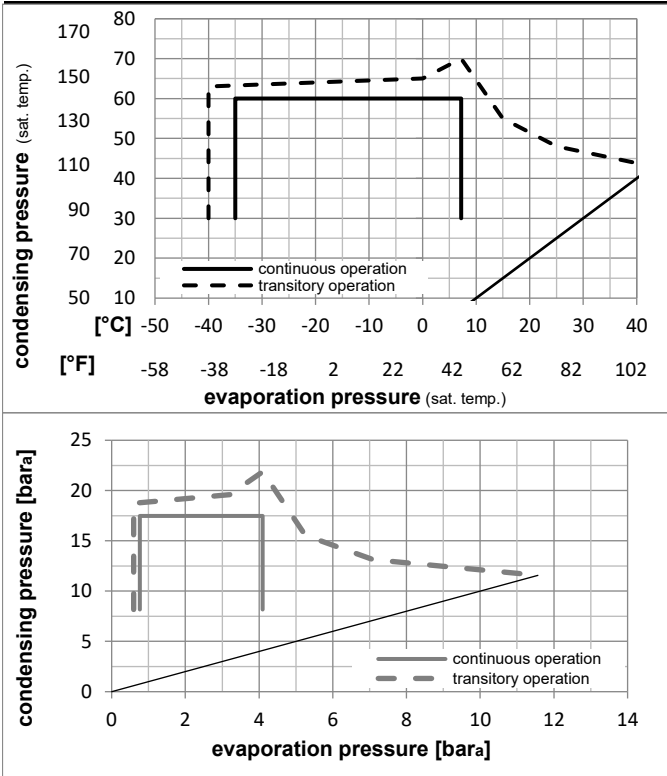 condensing pressure (sat. temp.)
170 80
150 70
130 60
110 50
90 40
70 30
50 20
10
continuous operation
transitory operation
[°C] -50 -40 -30 -20 -10 0 10 20 30 40
[°F] -58 -38 -18 2 22 42 62 82 102
evaporation pressure (sat. temp.)
condensing pressure [bara]
25
20
15
10
5
0
continuous operation
transitory operation
0 2 4 6 8 10 12 14
evaporation pressure [bara]